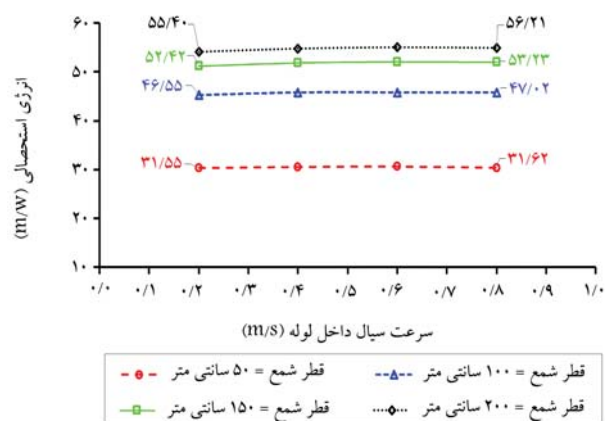 ۶۰
۵۰
۴۰
۳۰
۲۰
۱۰
انرژی استحصالی (m/w)
۵۵/۴۰
۵۶/۲۱
۵۲/۴۲
۵۳/۲۳
۴۶/۵۵
۴۷/۰۲
۳۱/۵۵
۳۱/۶۲
۰/۰ ۰/۱ ۰/۲ ۰/۳ ۰/۴ ۰/۵ ۰/۶ ۰/۷ ۰/۸ ۰/۹ ۱/۰
سرعت سیال داخل لوله (m/s)
قطر شمع = ۵۰ سانتی متر
قطر شمع = ۱۰۰ سانتی متر
قطر شمع = ۱۵۰ سانتی متر
قطر شمع = ۲۰۰ سانتی متر